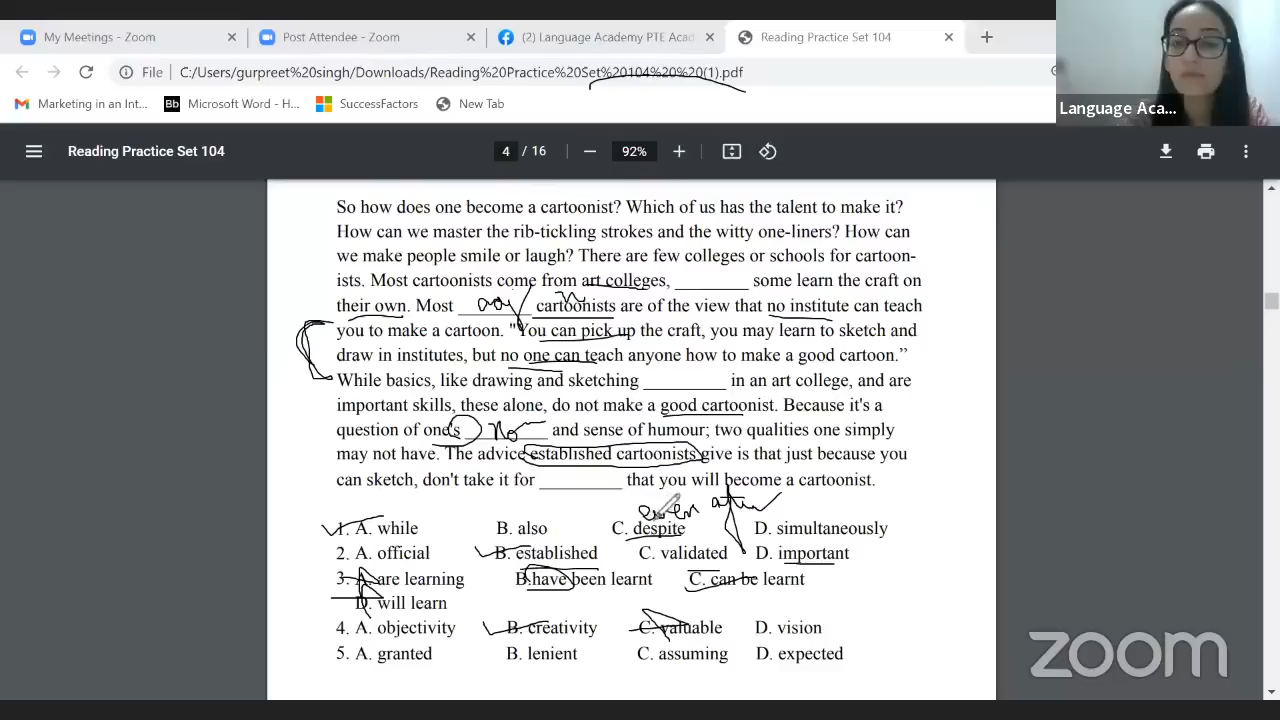 My Meetings - Zoom
Post Attendee - Zoom
(2) Language Academy PTE Acad
Reading Practice Set 104
File
C:/Users/gurpreet%20singh/Downloads/Reading%20Practice%20Set%20104%20%20(1).pdf
Marketing in an Int...
Bb
Microsoft Word - H...
SuccessFactors
New Tab
Language Aca...
Reading Practice Set 104
4 / 16
92%
So how does one become a cartoonist? Which of us has the talent to make it?
How can we master the rib-tickling strokes and the witty one-liners? How can
we make people smile or laugh? There are few colleges or schools for cartoon-
ists. Most cartoonists come from art colleges, ________ some learn the craft on
their own. Most adj cartoonists n are of the view that no institute can teach
you to make a cartoon. "You can pick up the craft, you may learn to sketch and
draw in institutes, but no one can teach anyone how to make a good cartoon.”
While basics, like drawing and sketching _________ in an art college, and are
important skills, these alone, do not make a good cartoonist. Because it's a
question of one's _________ and sense of humour; two qualities one simply
may not have. The advice established cartoonists give is that just because you
can sketch, don't take it for _________ that you will become a cartoonist.
even after
1. A. while B. also C. despite D. simultaneously
2. A. official B. established C. validated D. important
3. A. are learning B. have been learnt C. can be learnt
D. will learn
4. A. objectivity B. creativity C. valuable D. vision
5. A. granted B. lenient C. assuming D. expected
zoom